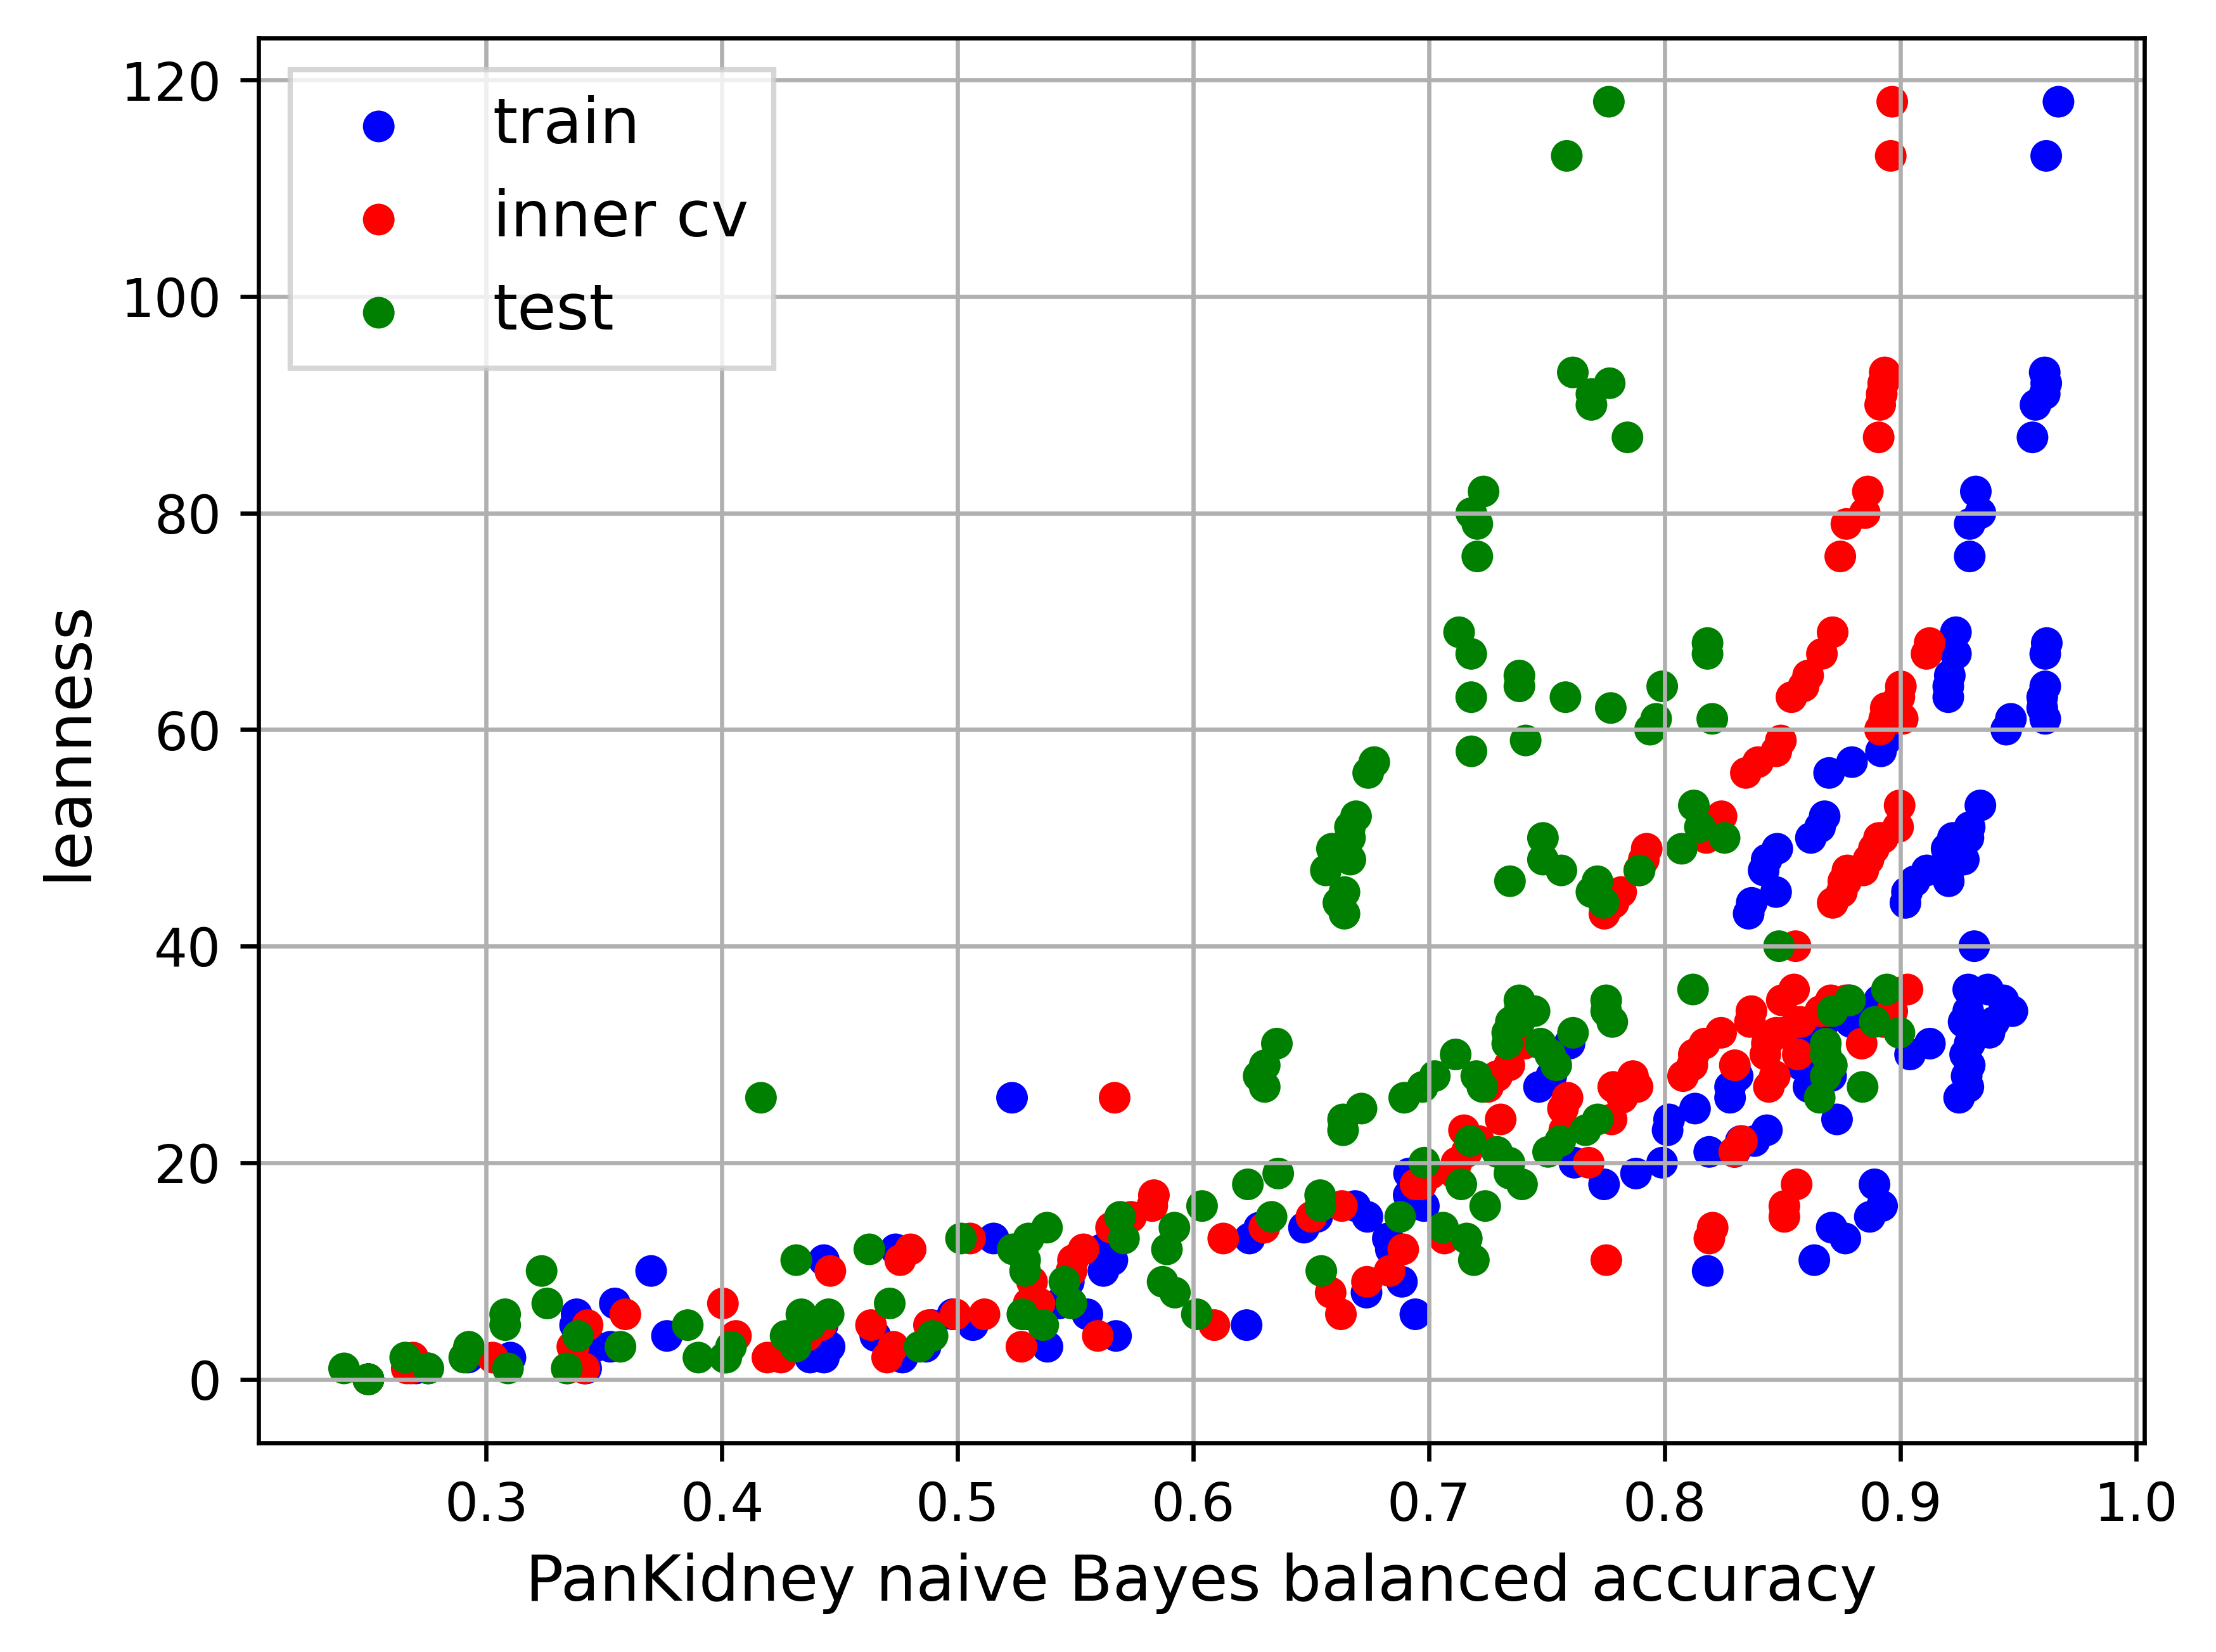 train
inner cv
test
120
100
80
60
40
20
0
leanness
0.3 0.4 0.5 0.6 0.7 0.8 0.9 1.0
PanKidney naive Bayes balanced accuracy